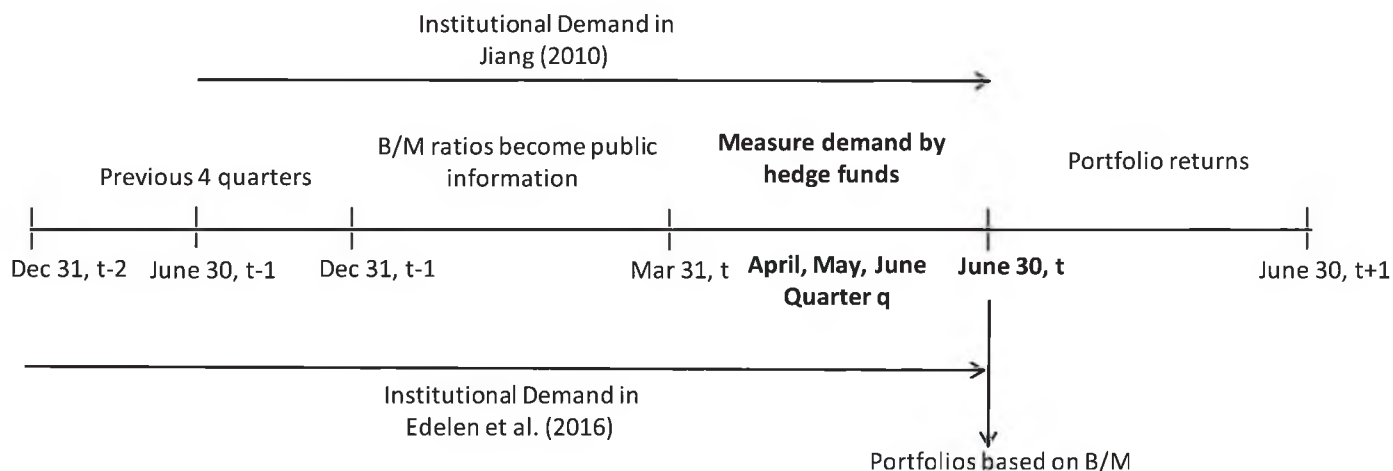 Institutional Demand in
Jiang (2010)
Previous 4 quarters
B/M ratios become public
information
Measure demand by
hedge funds
Portfolio returns
Dec 31, t-2
June 30, t-1
Dec 31, t-1
Mar 31, t
April, May, June
Quarter q
June 30, t
June 30, t+1
Institutional Demand in
Edelen et al. (2016)
Portfolios based on B/M